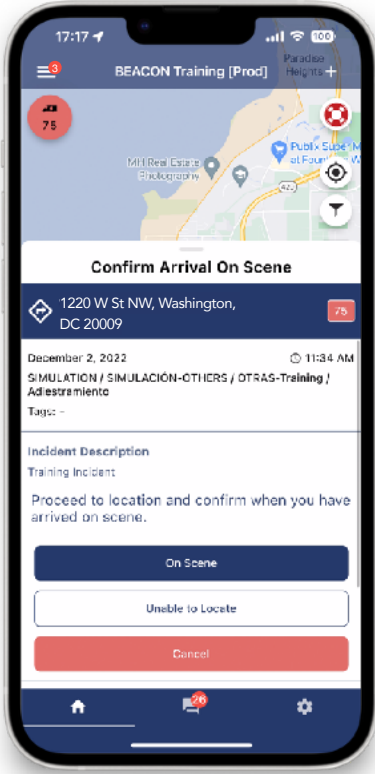 17:17
100
3
BEACON Training [Prod]
Paradise
Heights
75
MH Real Estate
Photography
Publix Super M
at Foun W
425
Confirm Arrival On Scene
1220 W St NW, Washington,
DC 20009
75
December 2, 2022
11:34 AM
SIMULATION / SIMULACIÓN-OTHERS / OTRAS-Training /
Adiestramiento
Tags: -
Incident Description
Training Incident
Proceed to location and confirm when you have
arrived on scene.
On Scene
Unable to Locate
Cancel
26